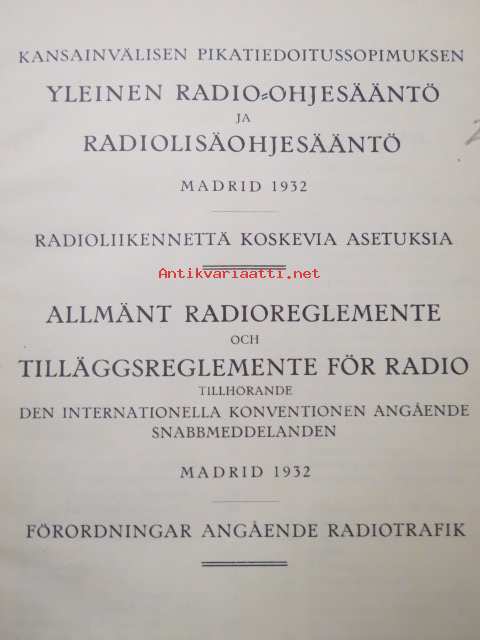 KANSAINVÄLISEN PIKATIEDOITUSSOPIMUKSEN
YLEINEN RADIO-OHJESÄÄNTÖ
JA
RADIOLISÄOHJESÄÄNTÖ
MADRID 1932
RADIOLIIKENNETTÄ KOSKEVIA ASETUKSIA
Antikvariaatti.net
ALLMÄNT RADIOREGLEMENTE
OCH
TILLÄGGSREGLEMENTE FÖR RADIO
TILLHÖRANDE
DEN INTERNATIONELLA KONVENTIONEN ANGÅENDE
SNABBMEDDELANDEN
MADRID 1932
FÖRORDNINGAR ANGÅENDE RADIOTRAFIK